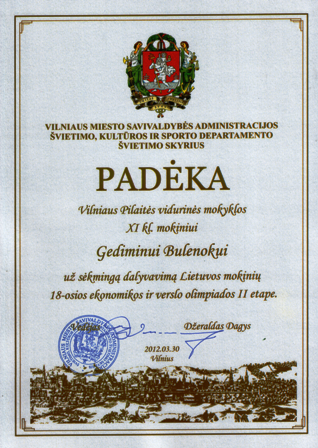 VILNIAUS MIESTO SAVIVALDYBĖS ADMINISTRACIJOS
ŠVIETIMO, KULTŪROS IR SPORTO DEPARTAMENTO
ŠVIETIMO SKYRIUS
PADĖKA
Vilniaus Pilaitės vidurinės mokyklos
XI kl. mokiniui
Gediminui Bulenokui
už sėkmingą dalyvavimą Lietuvos mokinių
18-osios ekonomikos ir verslo olimpiados II etape.
Vedėjas Džeraldas Dagys
2012.03.30
Vilnius